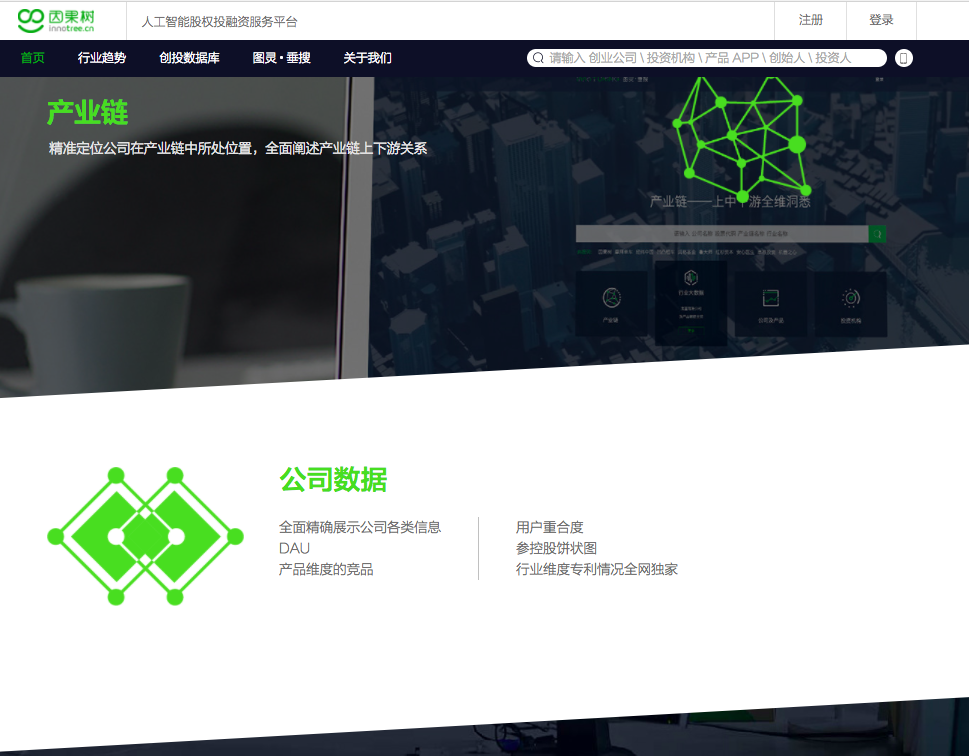 因果树
innotree.cn
人工智能股权投融资服务平台
注册
登录
首页
行业趋势
创投数据库
图灵·垂搜
关于我们
请输入 创业公司 \ 投资机构 \ 产品 APP \ 创始人 \ 投资人
产业链
精准定位公司在产业链中所处位置，全面阐述产业链上下游关系
产业链——上中下游全维洞悉
产业链
行业大数据
公司及产品
投资机构
公司数据
全面精确展示公司各类信息
DAU
产品维度的竞品
用户重合度
参控股饼状图
行业维度专利情况全网独家